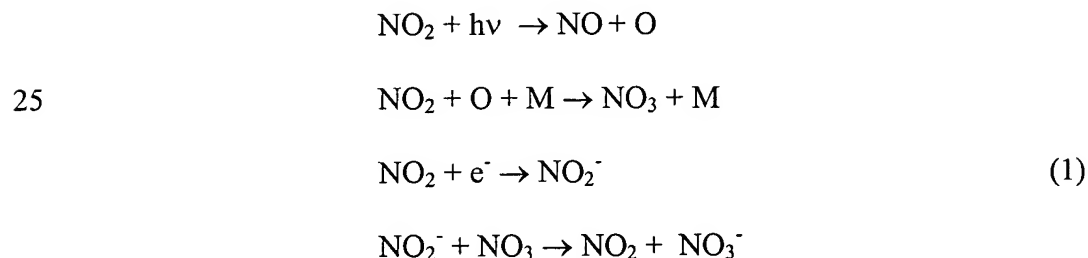 NO₂ + hν → NO + O
25 NO₂ + O + M → NO₃ + M
NO₂ + e⁻ → NO₂⁻ (1)
NO₂⁻ + NO₃ → NO₂ + NO₃⁻